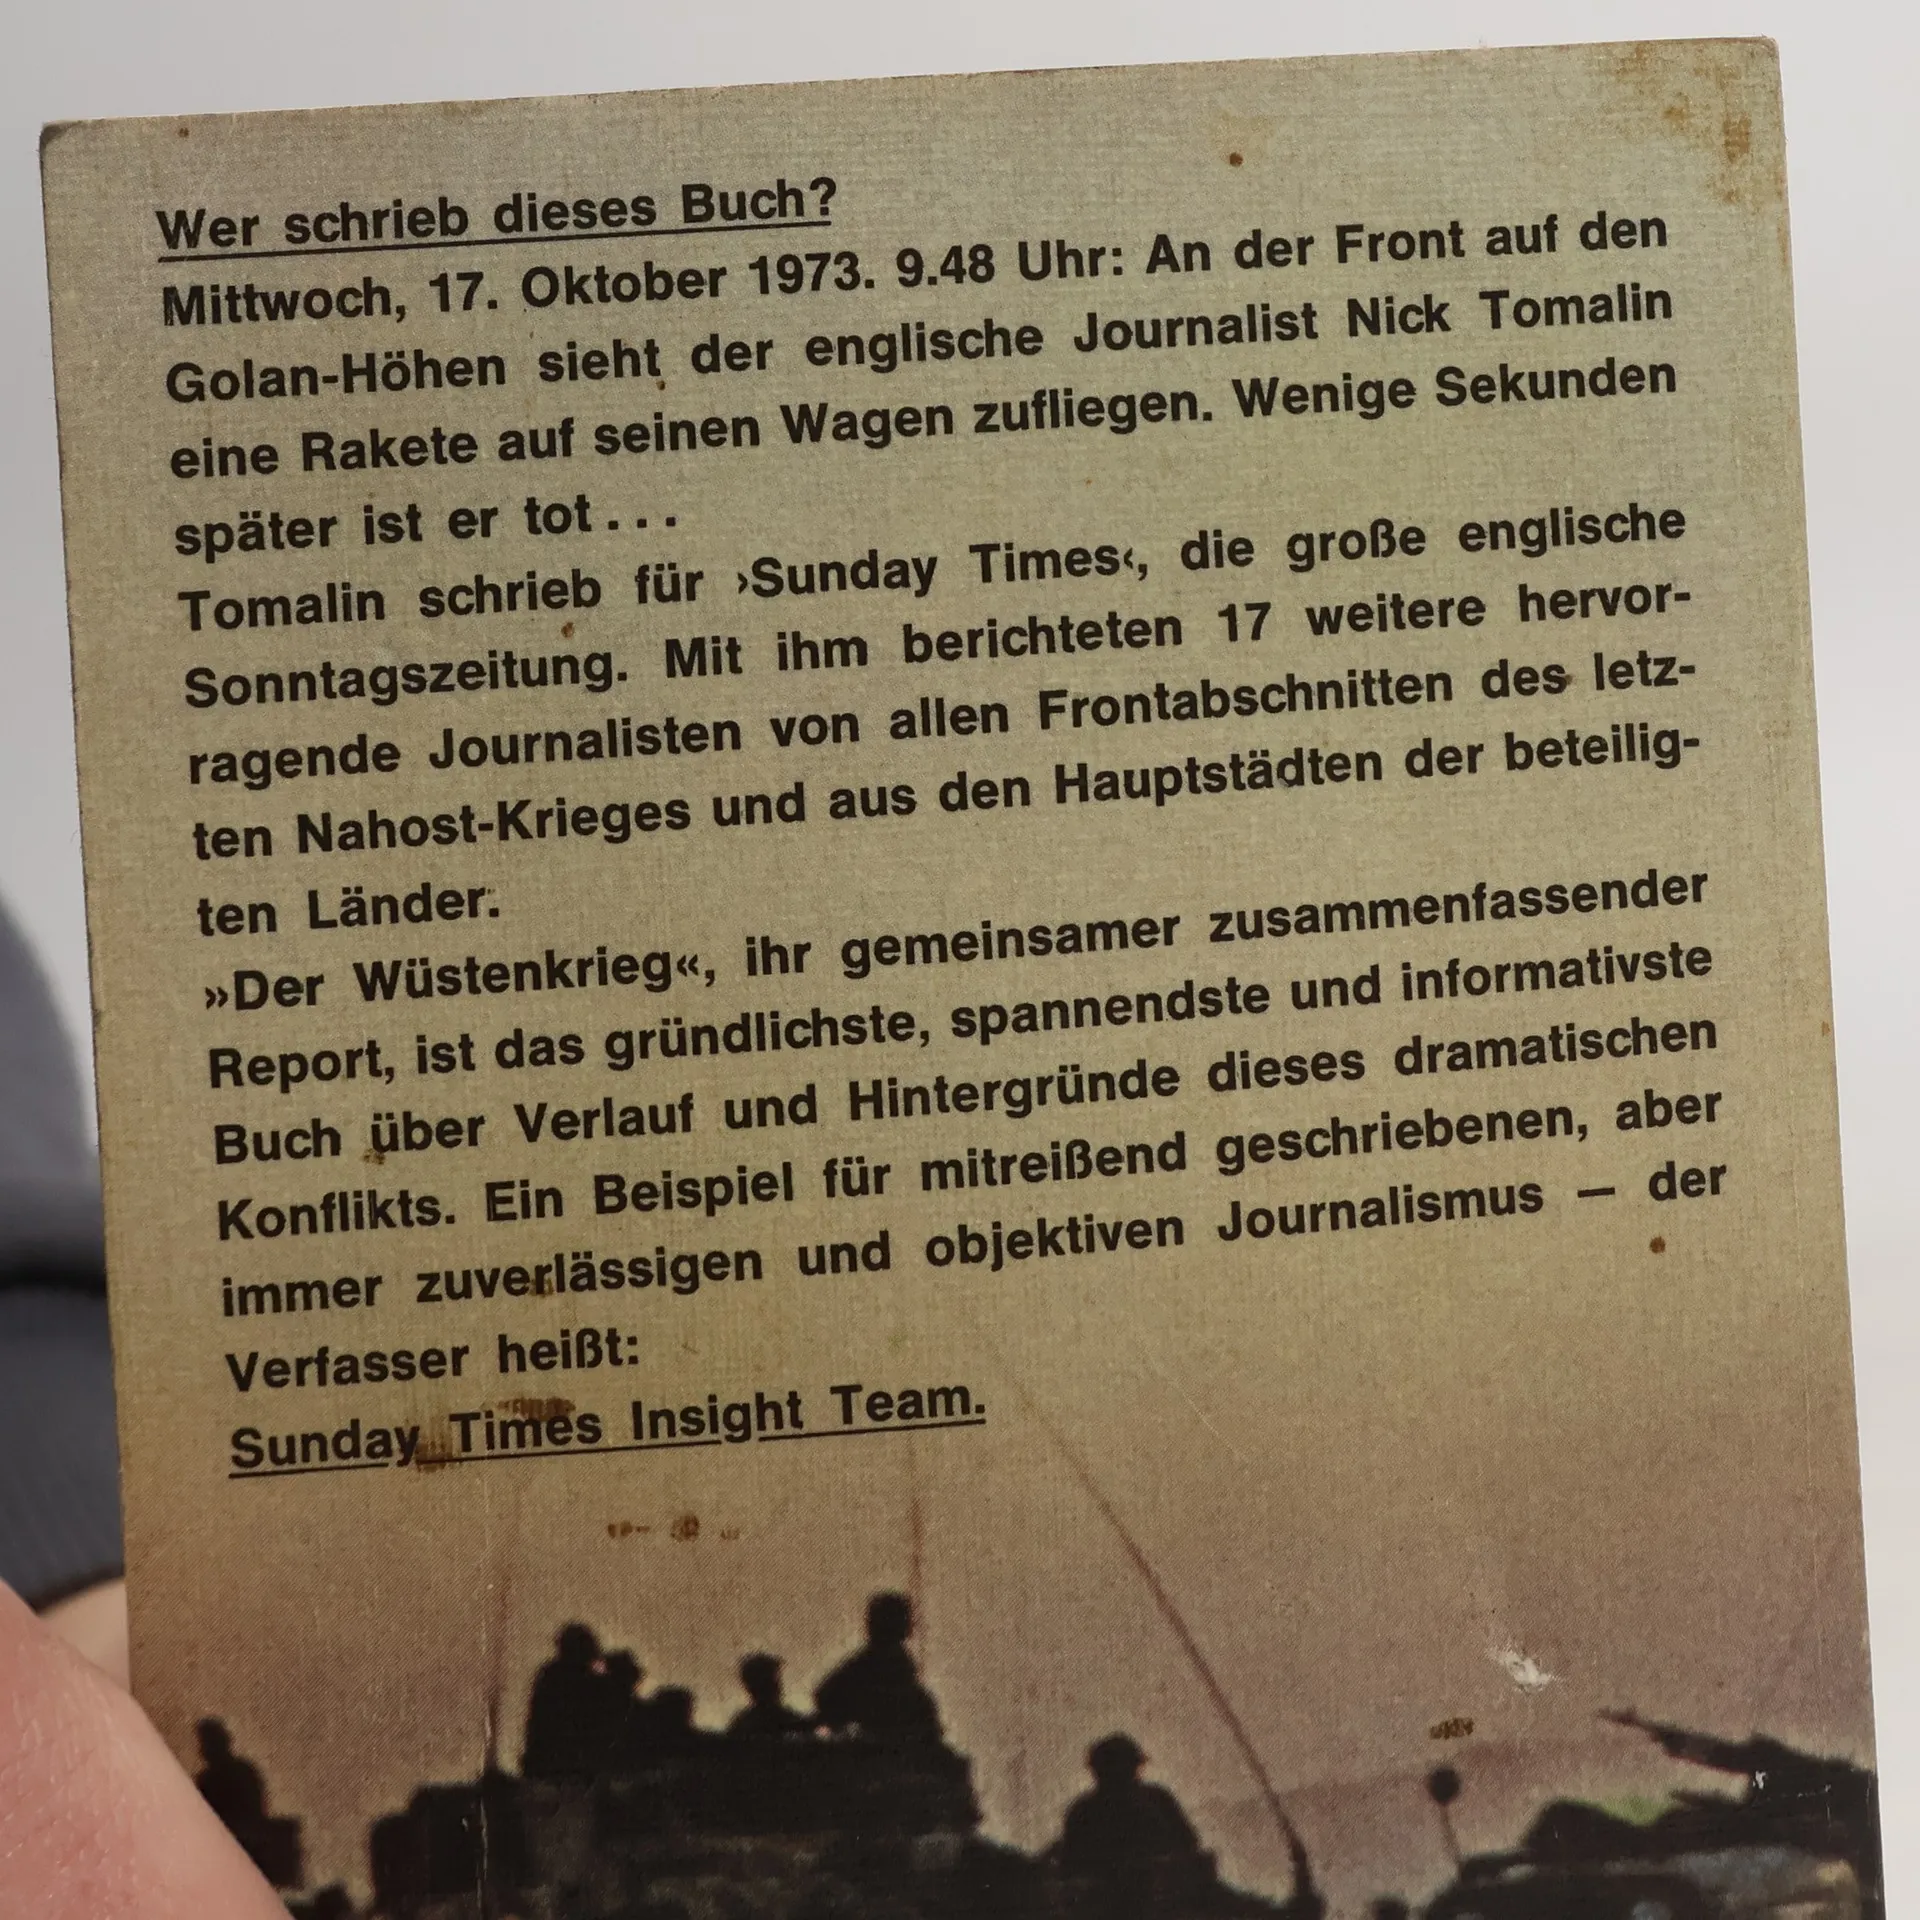 Wer schrieb dieses Buch?
Mittwoch, 17. Oktober 1973. 9.48 Uhr: An der Front auf den
Golan-Höhen sieht der englische Journalist Nick Tomalin
eine Rakete auf seinen Wagen zufliegen. Wenige Sekunden
später ist er tot...
Tomalin schrieb für ›Sunday Times‹, die große englische
Sonntagszeitung. Mit ihm berichteten 17 weitere hervor-
ragende Journalisten von allen Frontabschnitten des letz-
ten Nahost-Krieges und aus den Hauptstädten der beteilig-
ten Länder.
»Der Wüstenkrieg«, ihr gemeinsamer zusammenfassender
Report, ist das gründlichste, spannendste und informativste
Buch über Verlauf und Hintergründe dieses dramatischen
Konflikts. Ein Beispiel für mitreißend geschriebenen, aber
immer zuverlässigen und objektiven Journalismus — der
Verfasser heißt:
Sunday Times Insight Team.